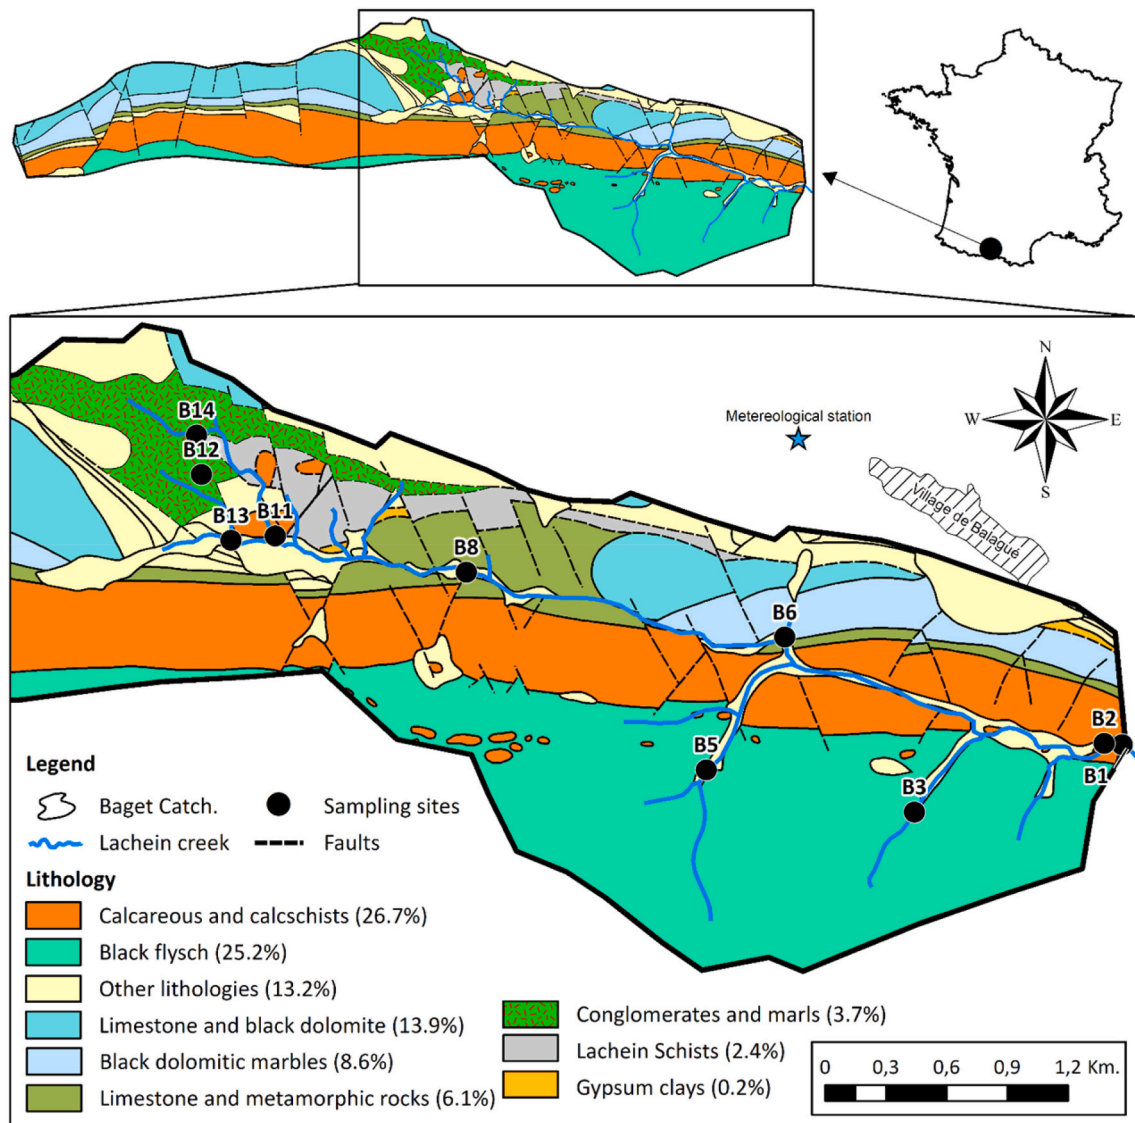 N
Metereological station
W
E
S
B14
B12
Village de Balagué
B13
B11
B8
B6
B2
B5
B3
B1
Legend
Baget Catch.
Sampling sites
Lachein creek
Faults
Lithology
Calcareous and calcschists (26.7%)
Black flysch (25.2%)
Other lithologies (13.2%)
Limestone and black dolomite (13.9%)
Black dolomitic marbles (8.6%)
Limestone and metamorphic rocks (6.1%)
Conglomerates and marls (3.7%)
Lachein Schists (2.4%)
Gypsum clays (0.2%)
0 0,3 0,6 0,9 1,2 Km.